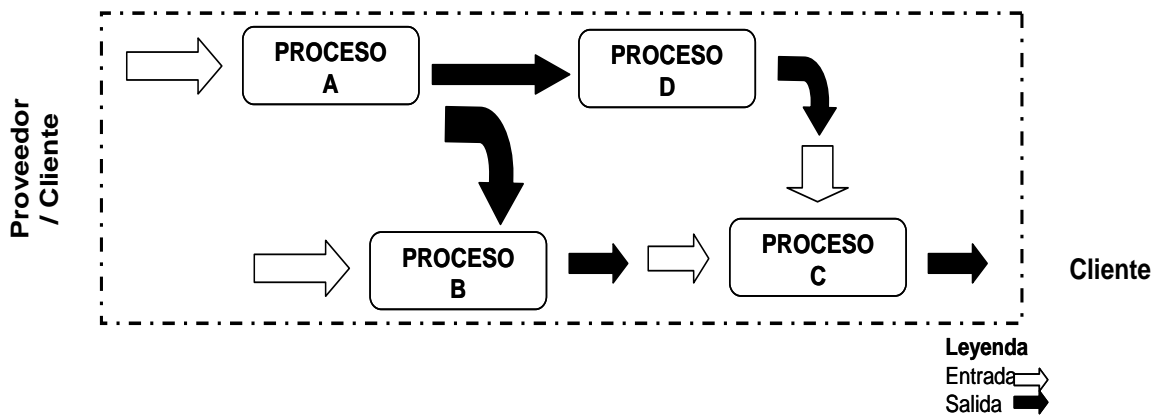 Proveedor
/ Cliente
PROCESO
A
PROCESO
D
PROCESO
B
PROCESO
C
Cliente
Leyenda
Entrada
Salida